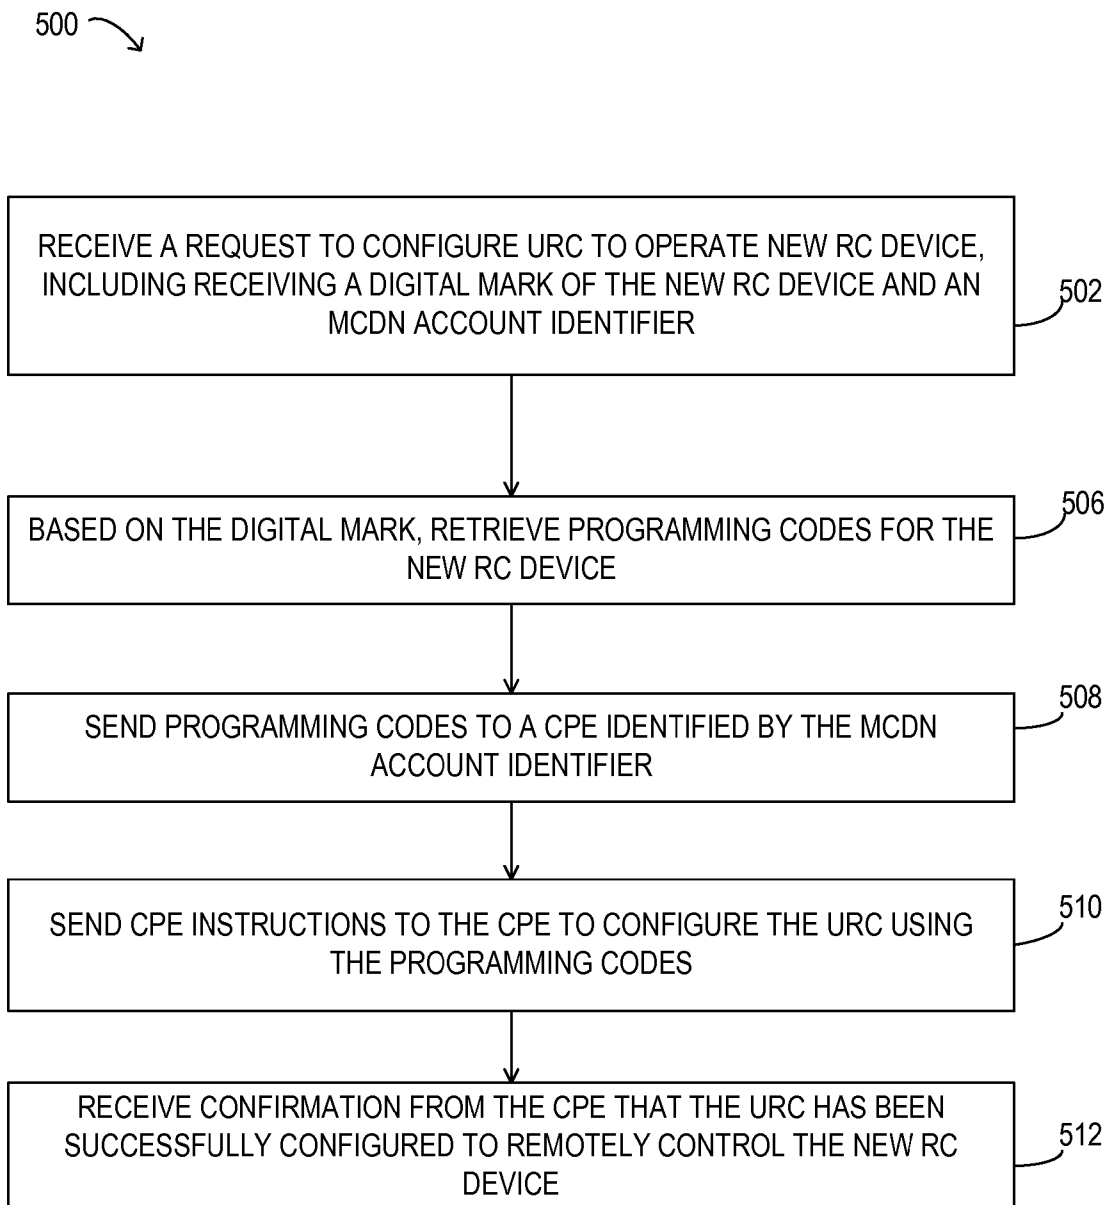 500
RECEIVE A REQUEST TO CONFIGURE URC TO OPERATE NEW RC DEVICE,
INCLUDING RECEIVING A DIGITAL MARK OF THE NEW RC DEVICE AND AN
MCDN ACCOUNT IDENTIFIER
502
BASED ON THE DIGITAL MARK, RETRIEVE PROGRAMMING CODES FOR THE
NEW RC DEVICE
506
SEND PROGRAMMING CODES TO A CPE IDENTIFIED BY THE MCDN
ACCOUNT IDENTIFIER
508
SEND CPE INSTRUCTIONS TO THE CPE TO CONFIGURE THE URC USING
THE PROGRAMMING CODES
510
RECEIVE CONFIRMATION FROM THE CPE THAT THE URC HAS BEEN
SUCCESSFULLY CONFIGURED TO REMOTELY CONTROL THE NEW RC
DEVICE
512